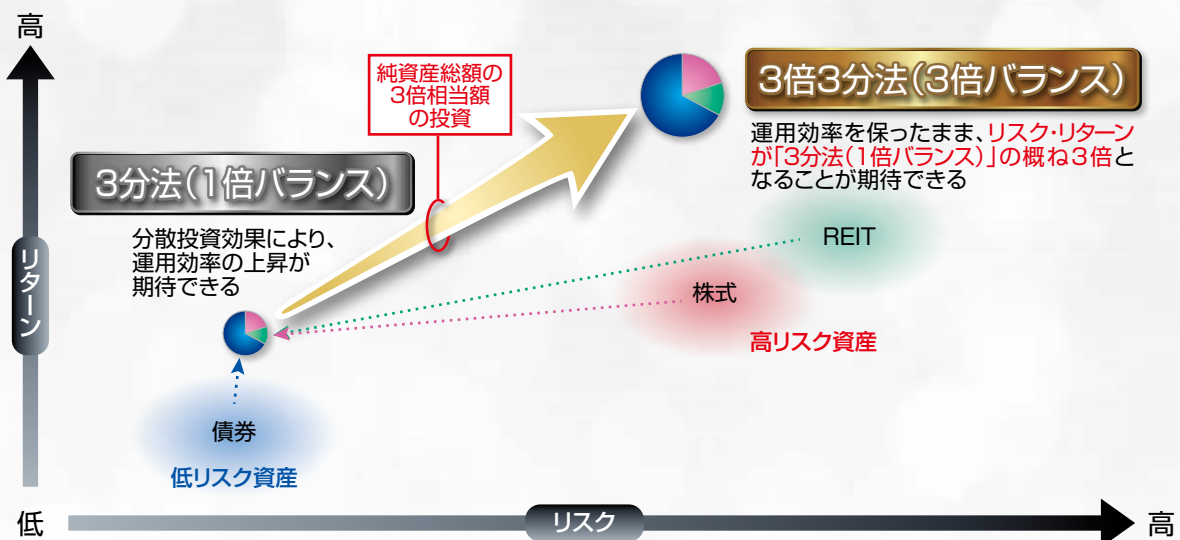 高
純資産総額の
3倍相当額
の投資
3倍3分法(3倍バランス)
運用効率を保ったまま、リスク・リターン
が「3分法(1倍バランス)」の概ね3倍と
なることが期待できる
3分法(1倍バランス)
分散投資効果により、
運用効率の上昇が
期待できる
REIT
株式
高リスク資産
リターン
債券
低リスク資産
低
リスク
高